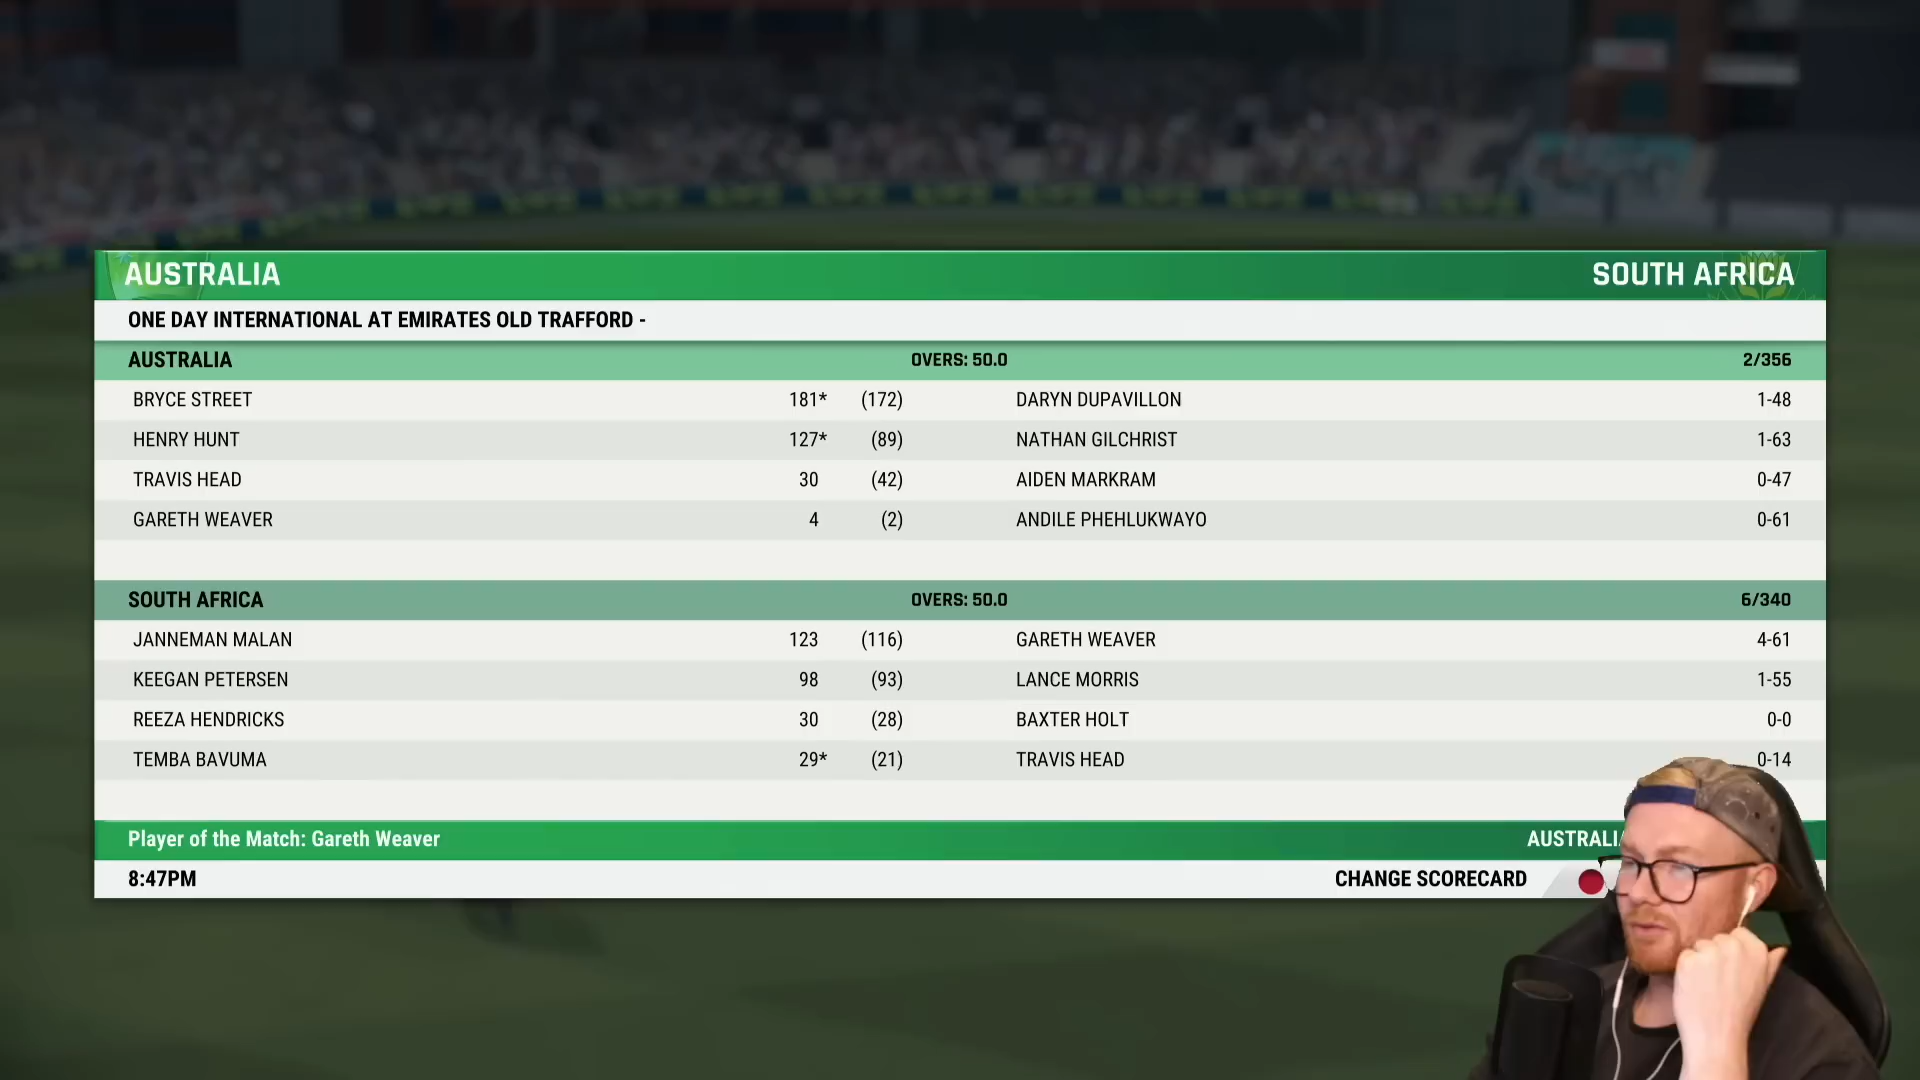 AUSTRALIA SOUTH AFRICA
ONE DAY INTERNATIONAL AT EMIRATES OLD TRAFFORD -
AUSTRALIA OVERS: 50.0 2/356
BRYCE STREET 181* (172) DARYN DUPAVILLON 1-48
HENRY HUNT 127* (89) NATHAN GILCHRIST 1-63
TRAVIS HEAD 30 (42) AIDEN MARKRAM 0-47
GARETH WEAVER 4 (2) ANDILE PHEHLUKWAYO 0-61
SOUTH AFRICA OVERS: 50.0 6/340
JANNEMAN MALAN 123 (116) GARETH WEAVER 4-61
KEEGAN PETERSEN 98 (93) LANCE MORRIS 1-55
REEZA HENDRICKS 30 (28) BAXTER HOLT 0-0
TEMBA BAVUMA 29* (21) TRAVIS HEAD 0-14
Player of the Match: Gareth Weaver AUSTRALIA
8:47PM CHANGE SCORECARD